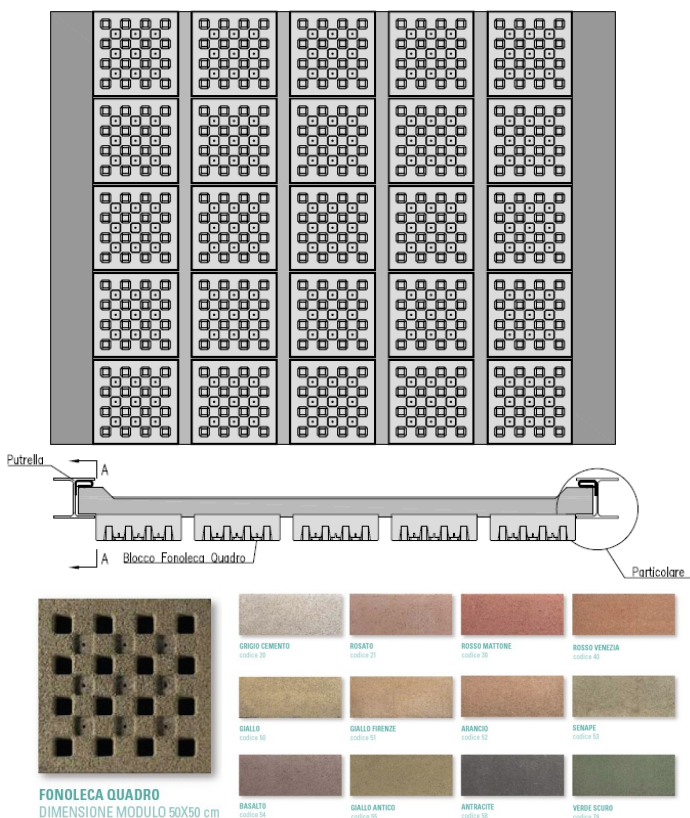 Putrella
A
A
Blocco Fonoleca Quadro
Particolare
GRIGIO CEMENTO
codice 20
ROSATO
codice 21
ROSSO MATTONE
codice 30
ROSSO VENEZIA
codice 40
GIALLO
codice 50
GIALLO FIRENZE
codice 51
ARANCIO
codice 52
SENAPE
codice 53
BASALTO
codice 54
GIALLO ANTICO
codice 55
ANTRACITE
codice 58
VERDE SCURO
codice
FONOLECA QUADRO
DIMENSIONE MODULO 50X50 cm